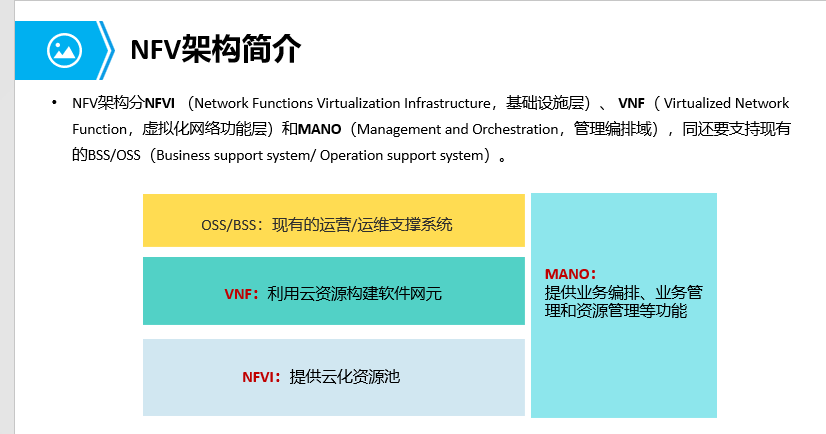 NFV架构简介
• NFV架构分NFVI （Network Functions Virtualization Infrastructure，基础设施层）、 VNF（ Virtualized Network
Function，虚拟化网络功能层）和MANO（Management and Orchestration，管理编排域），同还要支持现有
的BSS/OSS（Business support system/ Operation support system）。
OSS/BSS：现有的运营/运维支撑系统
VNF：利用云资源构建软件网元
NFVI：提供云化资源池
MANO：
提供业务编排、业务管
理和资源管理等功能